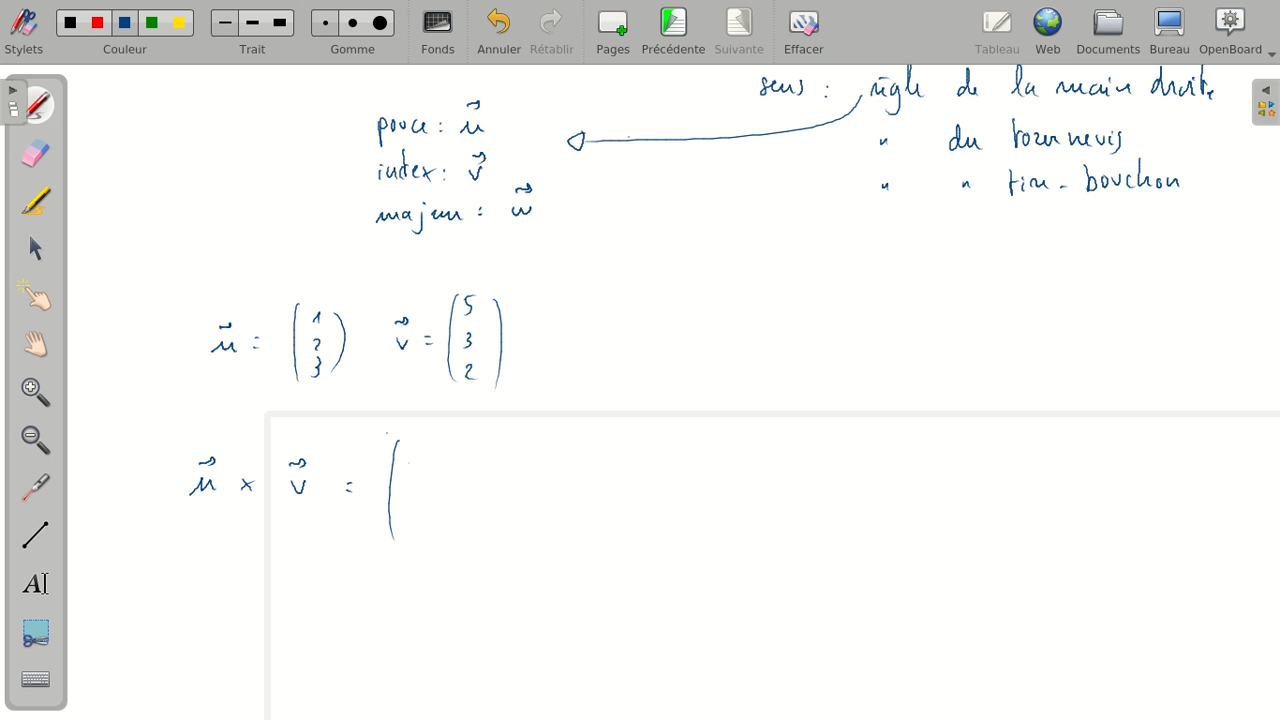 Stylets Couleur Trait Gomme Fonds Annuler Rétablir Pages Précédente Suivante Effacer Tableau Web Documents Bureau OpenBoard
sens : règle de la main droite
pouce : u⃗
" du tournevis
index : v⃗
" " tire-bouchon
majeur : w⃗
u⃗ = (1 2 3) v⃗ = (5 3 2)
u⃗ × v⃗ = (
A